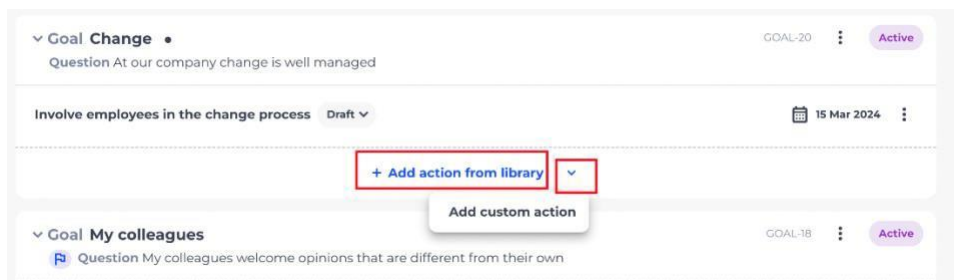 Goal Change • GOAL-20 Active
Question At our company change is well managed
Involve employees in the change process Draft 15 Mar 2024
+ Add action from library
Add custom action
Goal My colleagues GOAL-18 Active
Question My colleagues welcome opinions that are different from their own